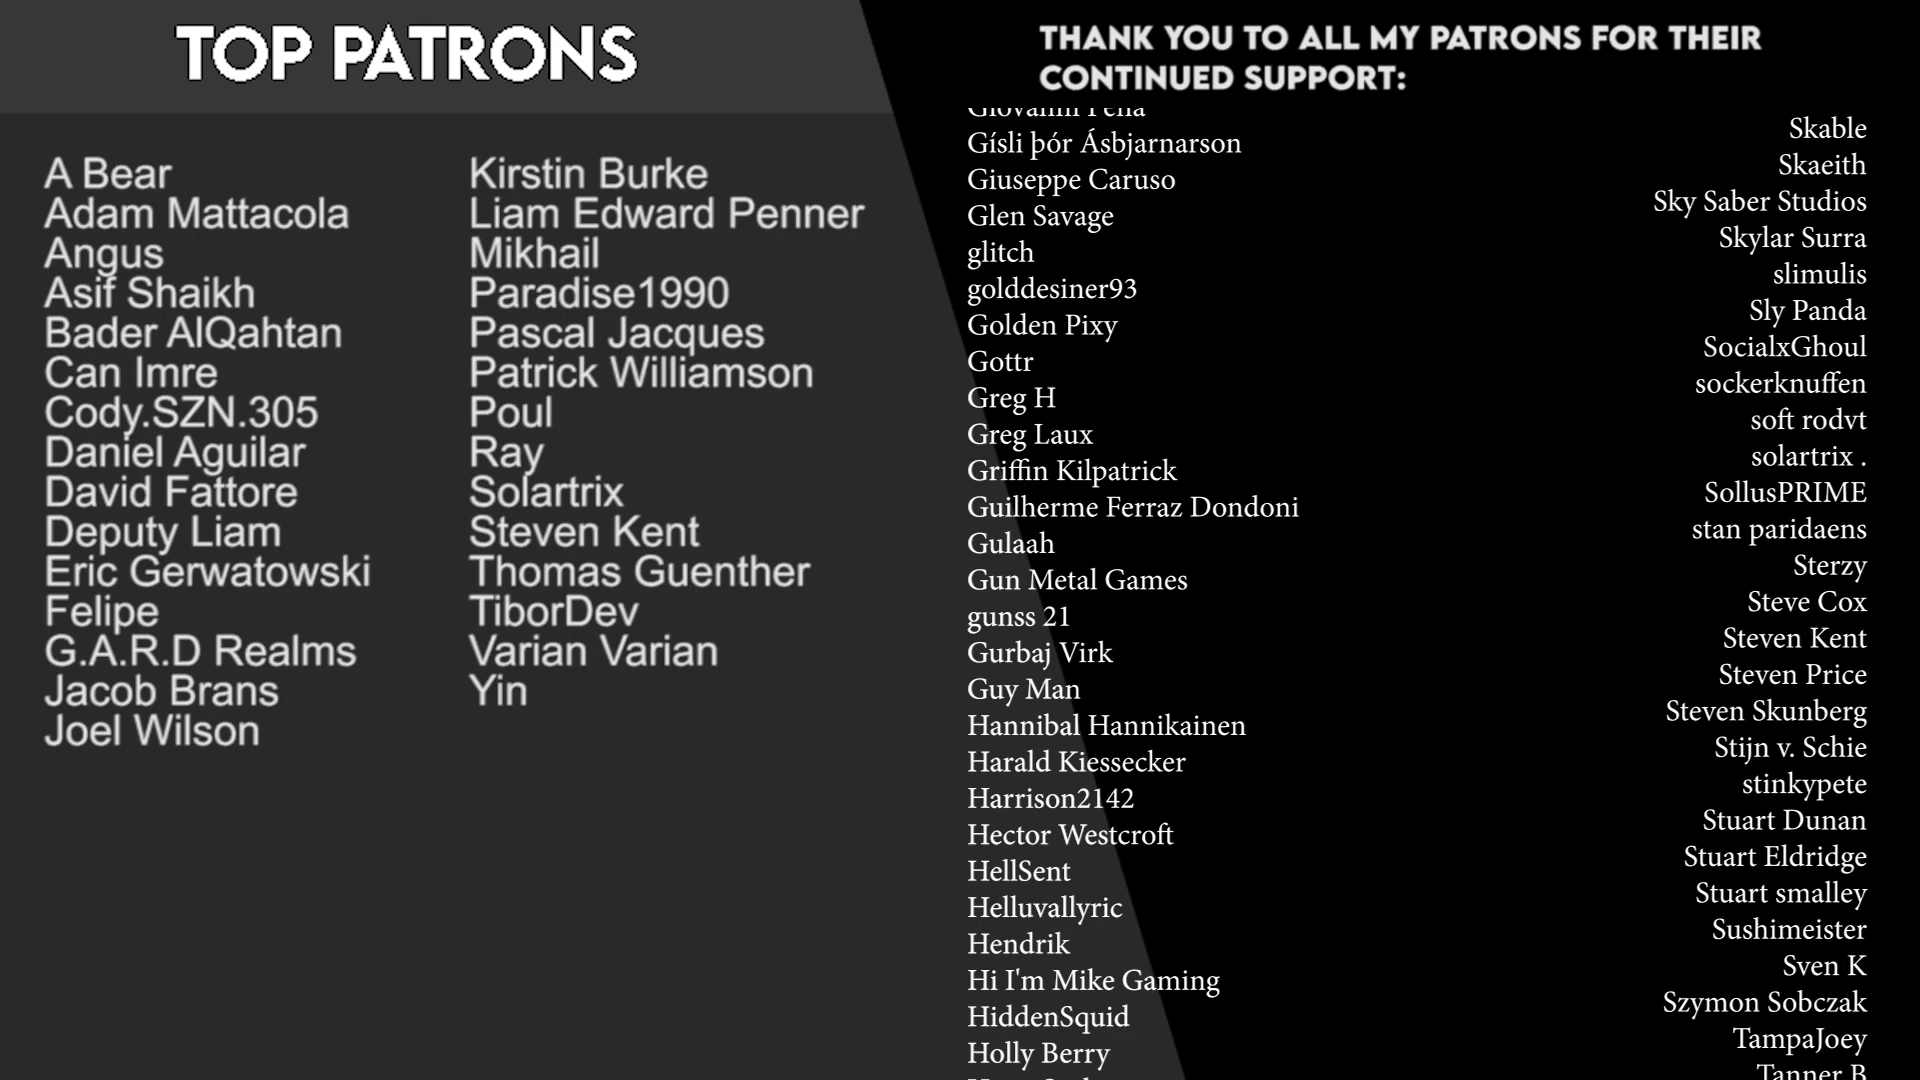 TOP PATRONS
A Bear
Adam Mattacola
Angus
Asif Shaikh
Bader AlQahtan
Can Imre
Cody.SZN.305
Daniel Aguilar
David Fattore
Deputy Liam
Eric Gerwatowski
Felipe
G.A.R.D Realms
Jacob Brans
Joel Wilson
Kirstin Burke
Liam Edward Penner
Mikhail
Paradise1990
Pascal Jacques
Patrick Williamson
Poul
Ray
Solartrix
Steven Kent
Thomas Guenther
TiborDev
Varian Varian
Yin
THANK YOU TO ALL MY PATRONS FOR THEIR
CONTINUED SUPPORT:
Gísli þór Ásbjarnarson
Giuseppe Caruso
Glen Savage
glitch
golddesiner93
Golden Pixy
Gottr
Greg H
Greg Laux
Griffin Kilpatrick
Guilherme Ferraz Dondoni
Gulaah
Gun Metal Games
gunss 21
Gurbaj Virk
Guy Man
Hannibal Hannikainen
Harald Kiessecker
Harrison2142
Hector Westcroft
HellSent
Helluvallyric
Hendrik
Hi I'm Mike Gaming
HiddenSquid
Holly Berry
Skable
Skaeith
Sky Saber Studios
Skylar Surra
slimulis
Sly Panda
SocialxGhoul
sockerknuffen
soft rodvt
solartrix .
SollusPRIME
stan paridaens
Sterzy
Steve Cox
Steven Kent
Steven Price
Steven Skunberg
Stijn v. Schie
stinkypete
Stuart Dunan
Stuart Eldridge
Stuart smalley
Sushimeister
Sven K
Szymon Sobczak
TampaJoey
Tanner B